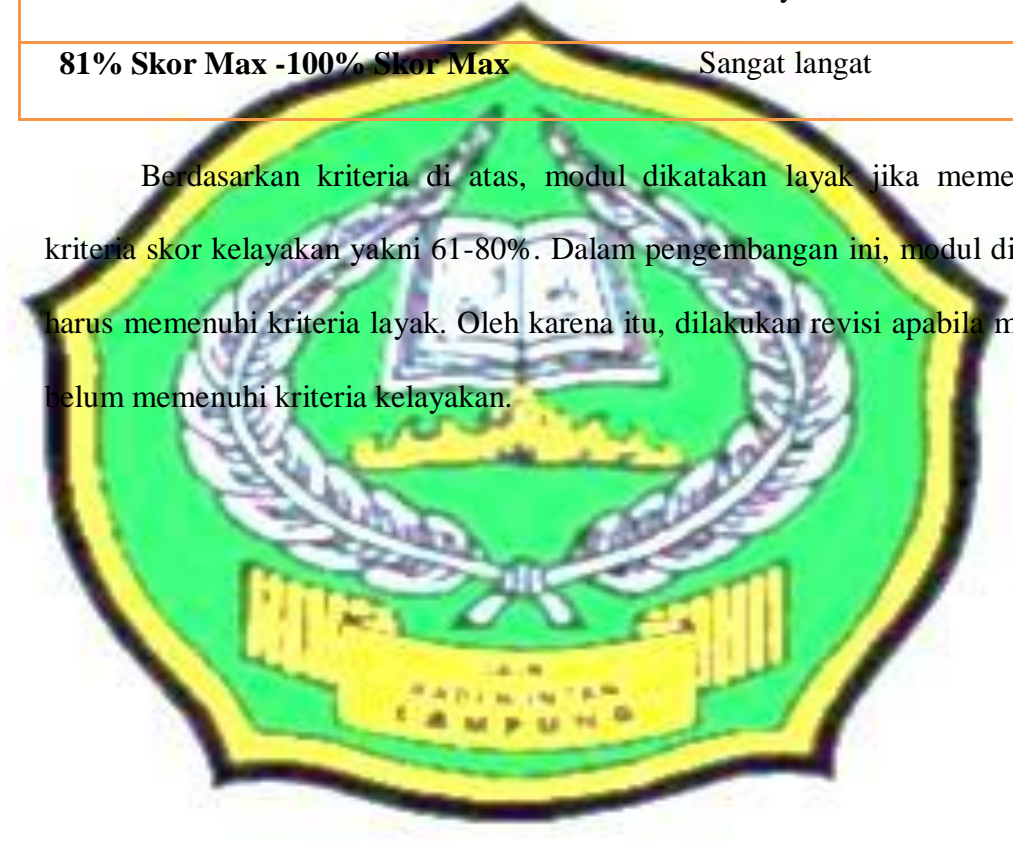 81% Skor Max -100% Skor Max Sangat langat
Berdasarkan kriteria di atas, modul dikatakan layak jika meme
kriteria skor kelayakan yakni 61-80%. Dalam pengembangan ini, modul di
harus memenuhi kriteria layak. Oleh karena itu, dilakukan revisi apabila m
belum memenuhi kriteria kelayakan.
LAMPUNG